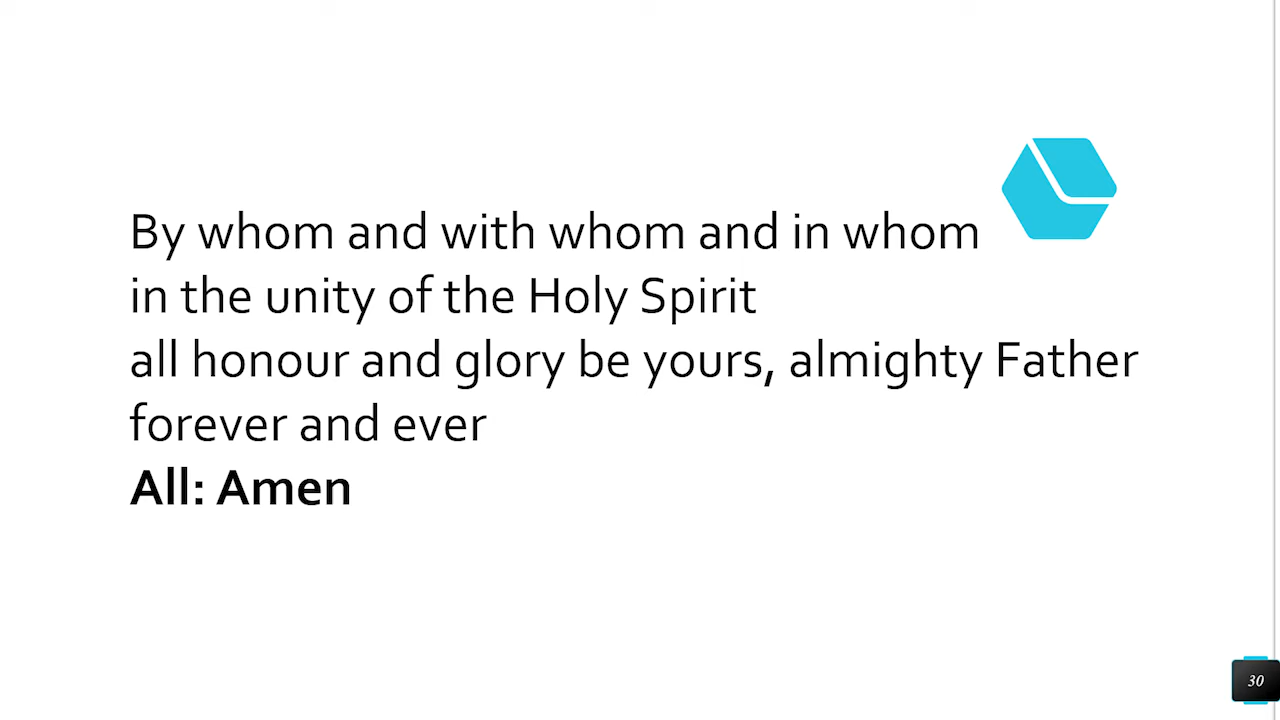 By whom and with whom and in whom
in the unity of the Holy Spirit
all honour and glory be yours, almighty Father
forever and ever
All: Amen
30